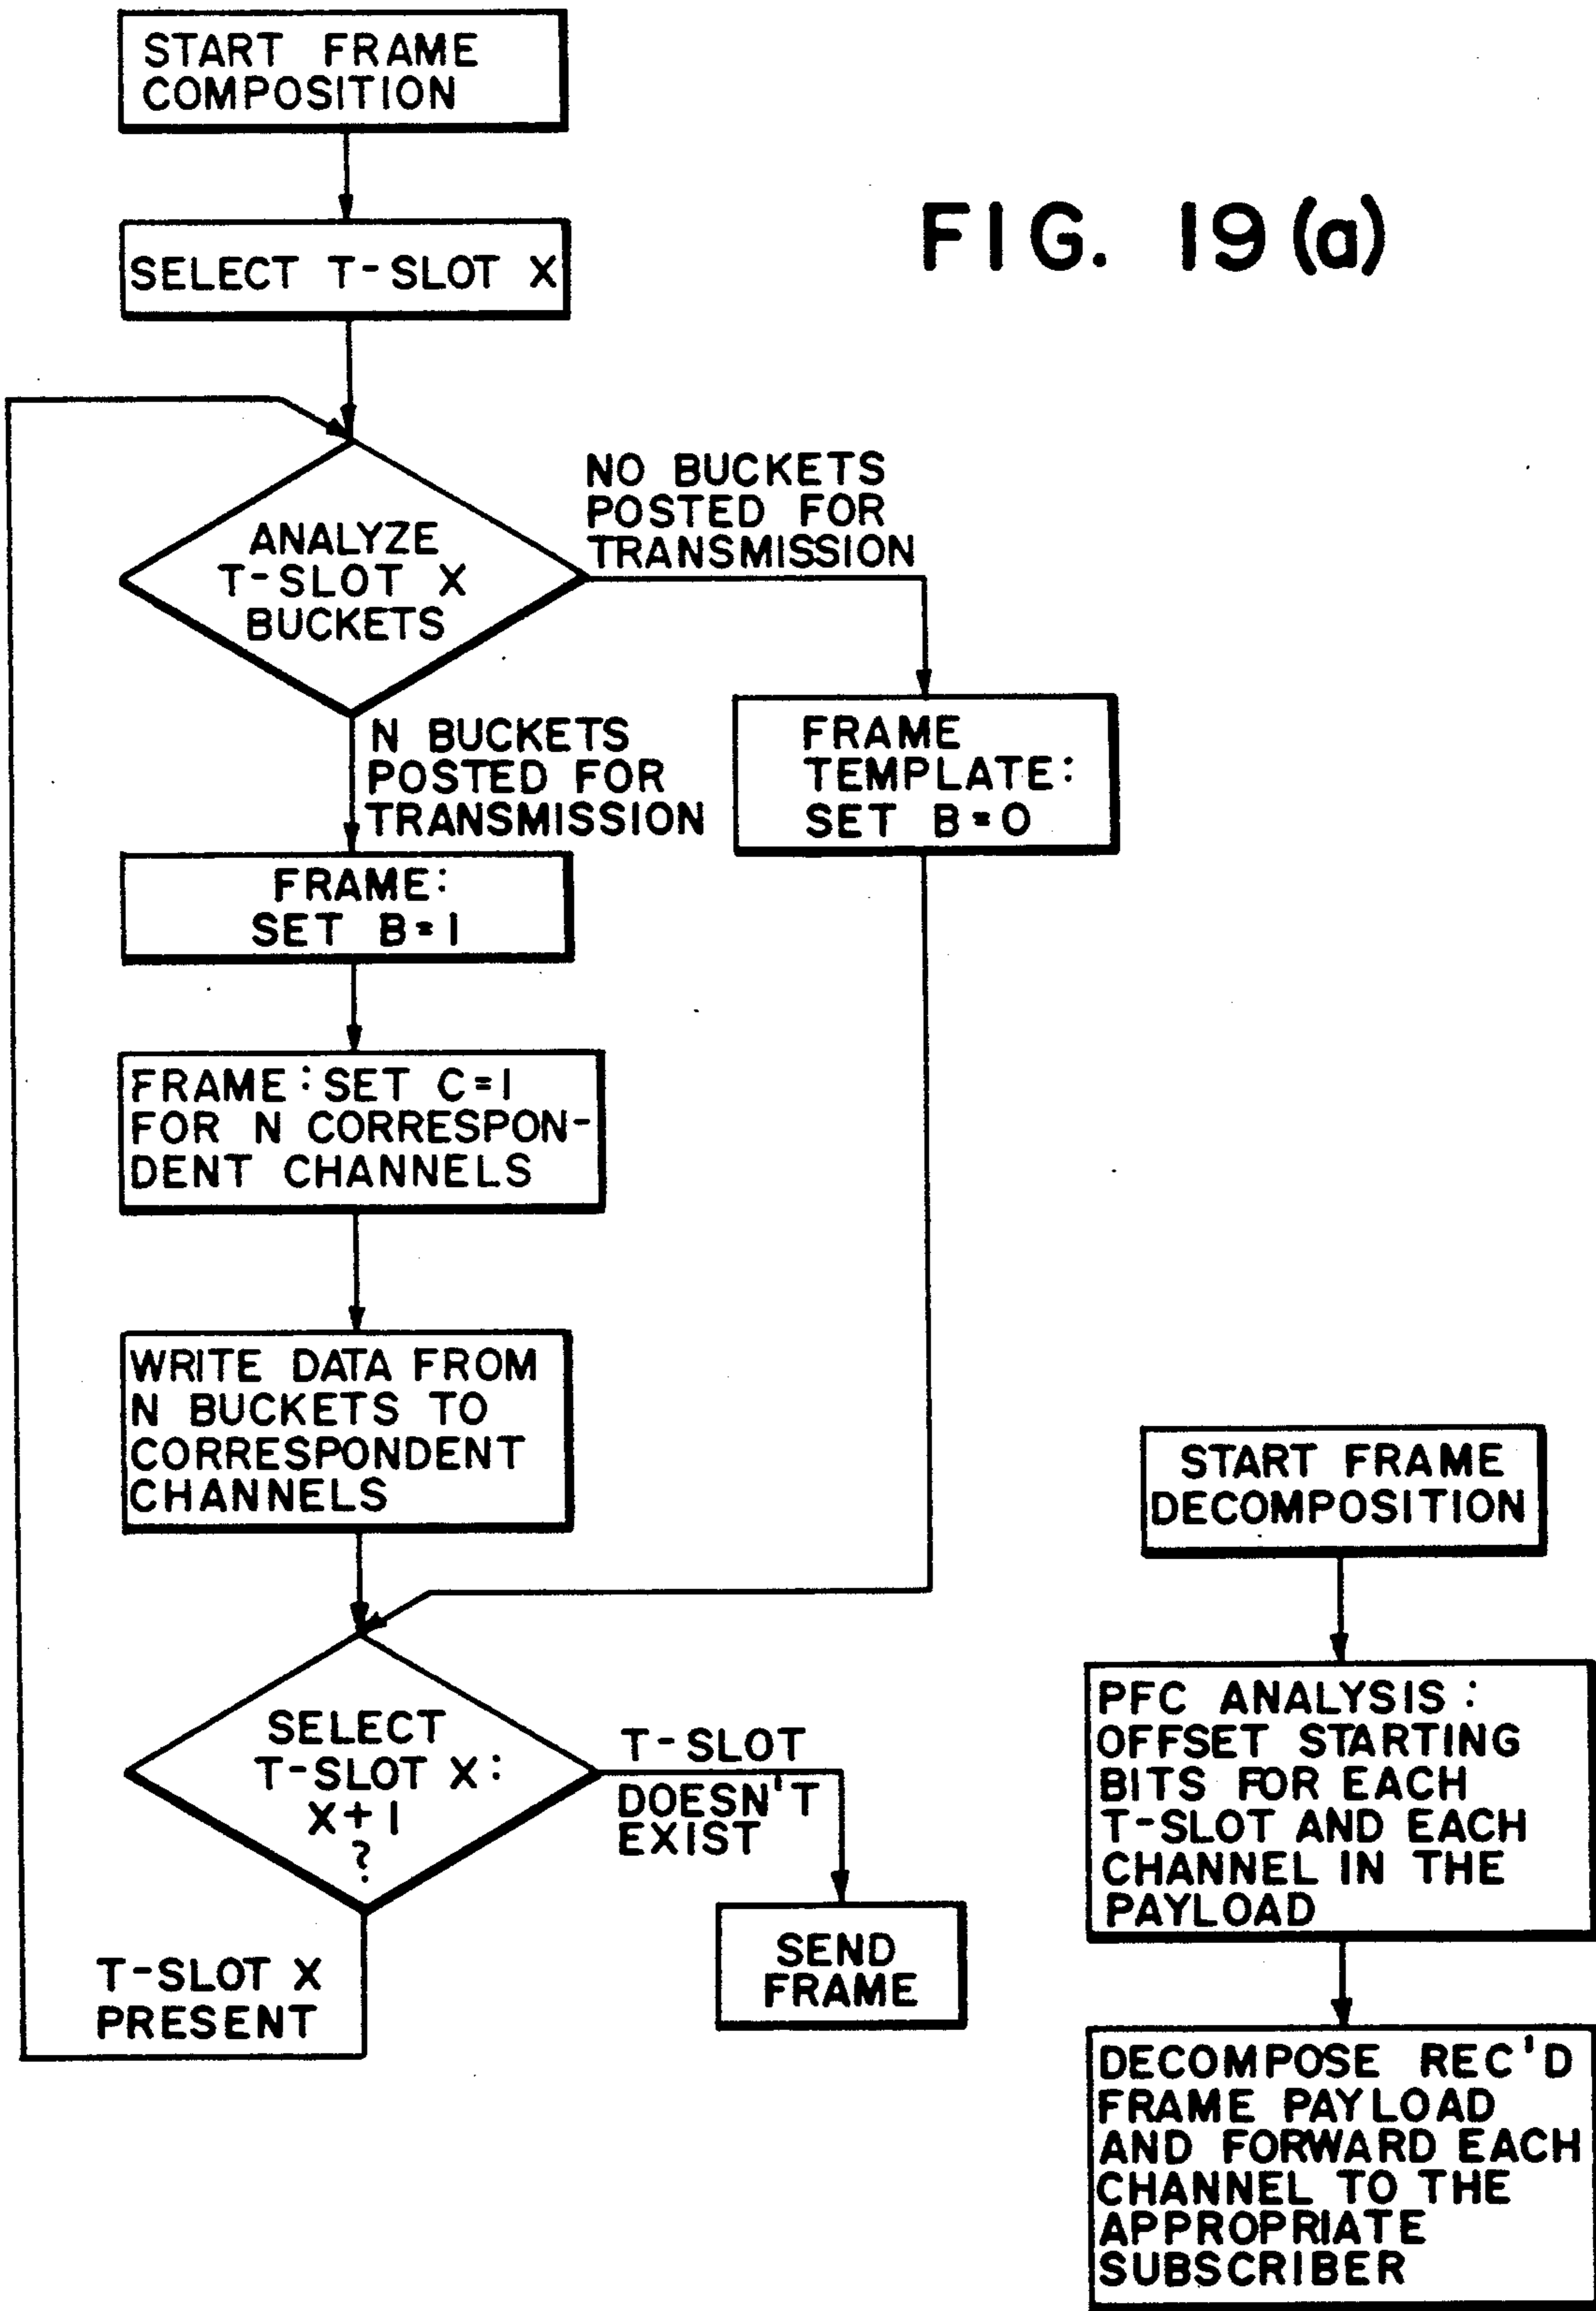 START FRAME
COMPOSITION
FIG. 19(a)
SELECT T-SLOT X
ANALYZE
T-SLOT X
BUCKETS
NO BUCKETS
POSTED FOR
TRANSMISSION
N BUCKETS
POSTED FOR
TRANSMISSION
FRAME
TEMPLATE:
SET B=0
FRAME:
SET B=1
FRAME: SET C=1
FOR N CORRESPON-
DENT CHANNELS
WRITE DATA FROM
N BUCKETS TO
CORRESPONDENT
CHANNELS
SELECT
T-SLOT X:
X+1
?
T-SLOT
DOESN'T
EXIST
T-SLOT X
PRESENT
SEND
FRAME
START FRAME
DECOMPOSITION
PFC ANALYSIS:
OFFSET STARTING
BITS FOR EACH
T-SLOT AND EACH
CHANNEL IN THE
PAYLOAD
DECOMPOSE REC'D
FRAME PAYLOAD
AND FORWARD EACH
CHANNEL TO THE
APPROPRIATE
SUBSCRIBER